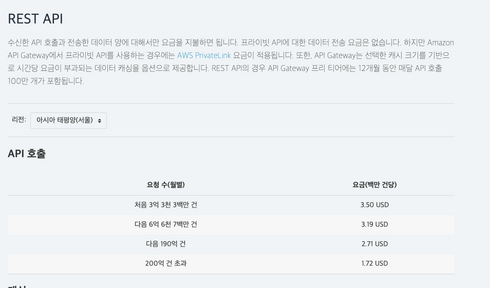 REST API
수신한 API 호출과 전송한 데이터 양에 대해서만 요금을 지불하면 됩니다. 프라이빗 API에 대한 데이터 전송 요금은 없습니다. 하지만 Amazon
API Gateway에서 프라이빗 API를 사용하는 경우에는 AWS PrivateLink 요금이 적용됩니다. 또한, API Gateway는 선택한 캐시 크기를 기반으
로 시간당 요금이 부과되는 데이터 캐싱을 옵션으로 제공합니다. REST API의 경우 API Gateway 프리 티어에는 12개월 동안 매달 API 호출
100만 개가 포함됩니다.
리전: 아시아 태평양(서울)
API 호출
요청 수(월별) 요금(백만 건당)
처음 3억 3천 3백만 건 3.50 USD
다음 6억 6천 7백만 건 3.19 USD
다음 190억 건 2.71 USD
200억 건 초과 1.72 USD